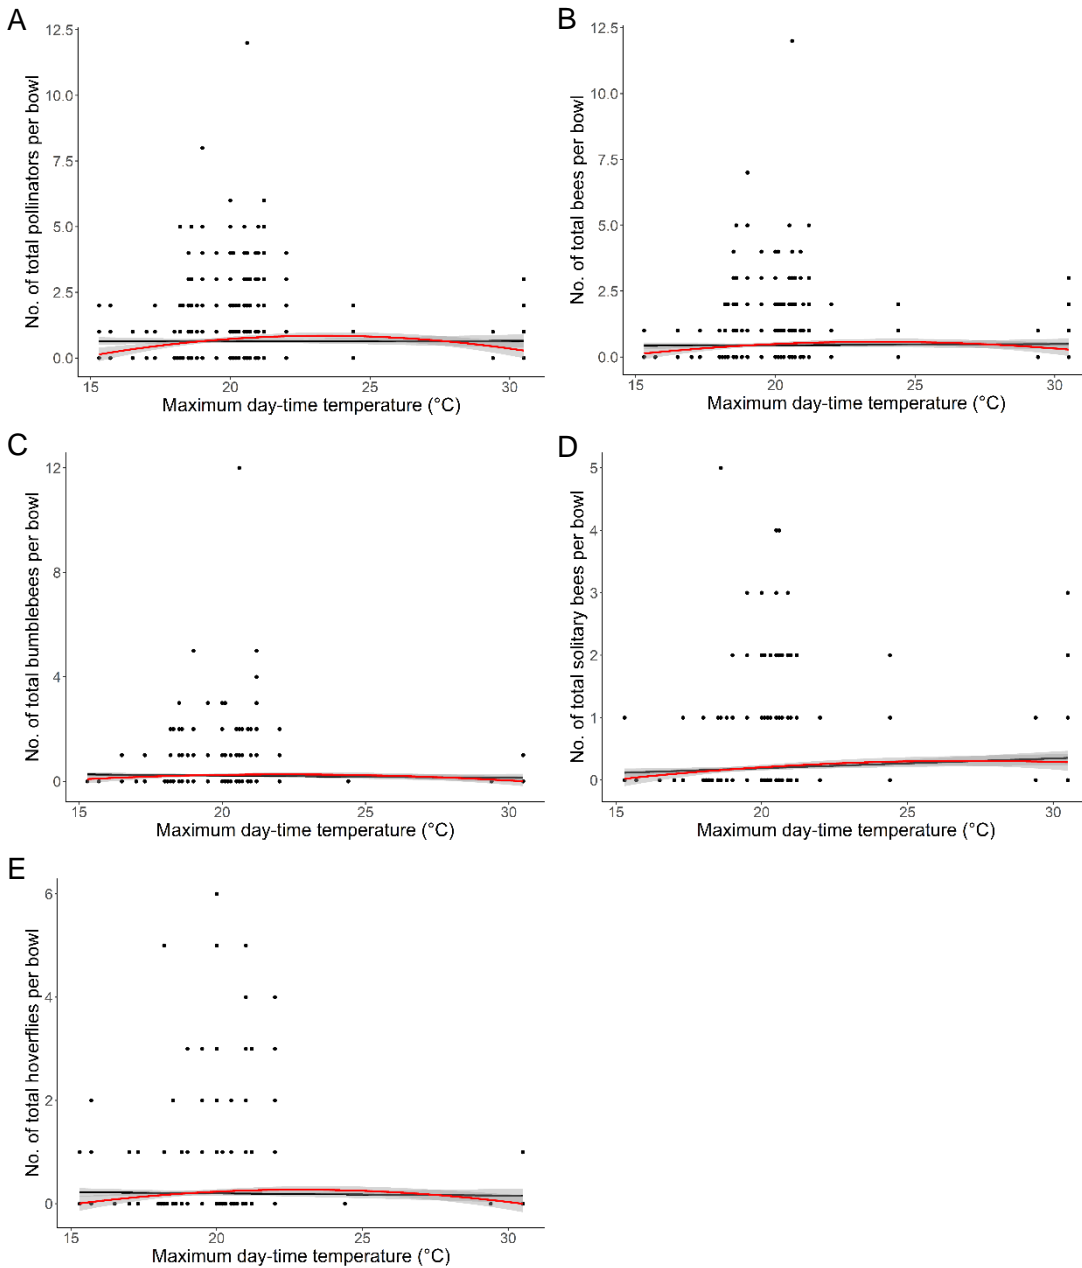 A
No. of total pollinators per bowl
12.5
10.0
7.5
5.0
2.5
0.0
15 20 25 30
Maximum day-time temperature (°C)
B
No. of total bees per bowl
12.5
10.0
7.5
5.0
2.5
0.0
15 20 25 30
Maximum day-time temperature (°C)
C
No. of total bumblebees per bowl
12
8
4
0
15 20 25 30
Maximum day-time temperature (°C)
D
No. of total solitary bees per bowl
5
4
3
2
1
0
15 20 25 30
Maximum day-time temperature (°C)
E
No. of total hoverflies per bowl
6
4
2
0
15 20 25 30
Maximum day-time temperature (°C)